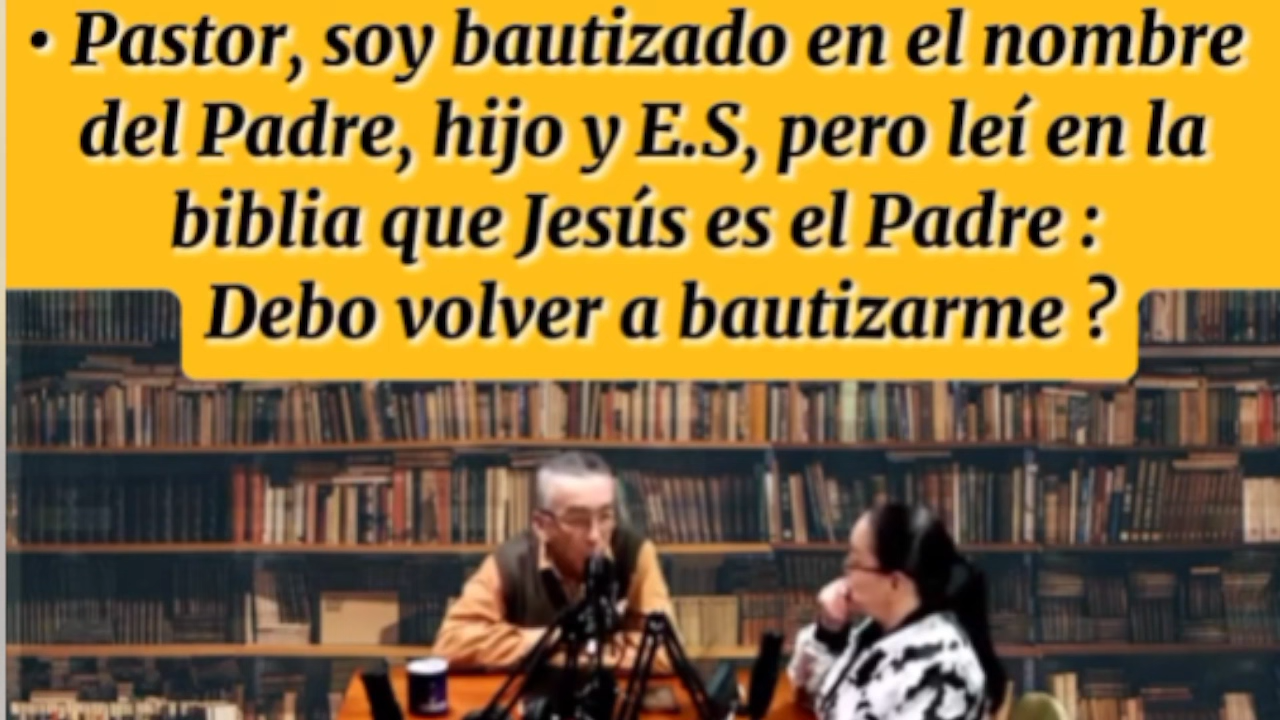 • Pastor, soy bautizado en el nombre
del Padre, hijo y E.S, pero leí en la
biblia que Jesús es el Padre :
Debo volver a bautizarme ?